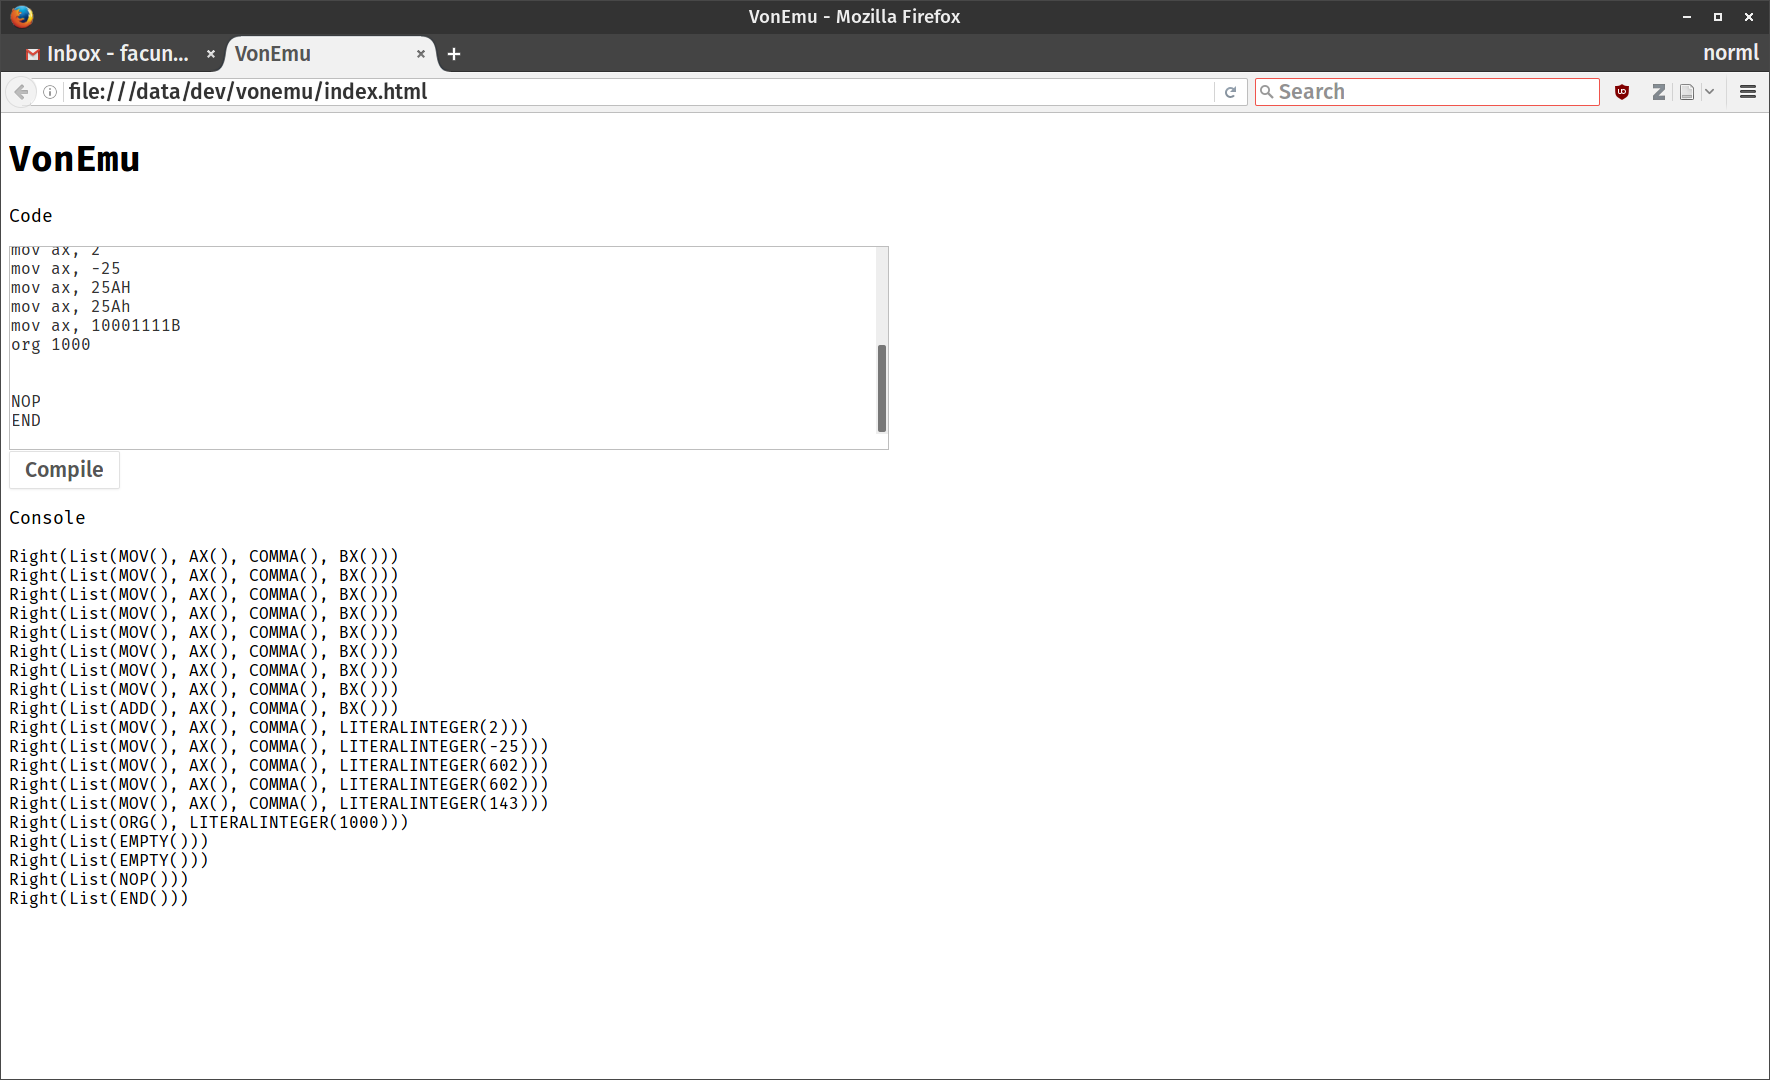 VonEmu - Mozilla Firefox
Inbox - facun...
VonEmu
norml
file:///data/dev/vonemu/index.html
Search
VonEmu
Code
mov ax, 2
mov ax, -25
mov ax, 25AH
mov ax, 25Ah
mov ax, 10001111B
org 1000
NOP
END
Compile
Console
Right(List(MOV(), AX(), COMMA(), BX()))
Right(List(MOV(), AX(), COMMA(), BX()))
Right(List(MOV(), AX(), COMMA(), BX()))
Right(List(MOV(), AX(), COMMA(), BX()))
Right(List(MOV(), AX(), COMMA(), BX()))
Right(List(MOV(), AX(), COMMA(), BX()))
Right(List(MOV(), AX(), COMMA(), BX()))
Right(List(MOV(), AX(), COMMA(), BX()))
Right(List(ADD(), AX(), COMMA(), BX()))
Right(List(MOV(), AX(), COMMA(), LITERALINTEGER(2)))
Right(List(MOV(), AX(), COMMA(), LITERALINTEGER(-25)))
Right(List(MOV(), AX(), COMMA(), LITERALINTEGER(602)))
Right(List(MOV(), AX(), COMMA(), LITERALINTEGER(602)))
Right(List(MOV(), AX(), COMMA(), LITERALINTEGER(143)))
Right(List(ORG(), LITERALINTEGER(1000)))
Right(List(EMPTY()))
Right(List(EMPTY()))
Right(List(NOP()))
Right(List(END()))